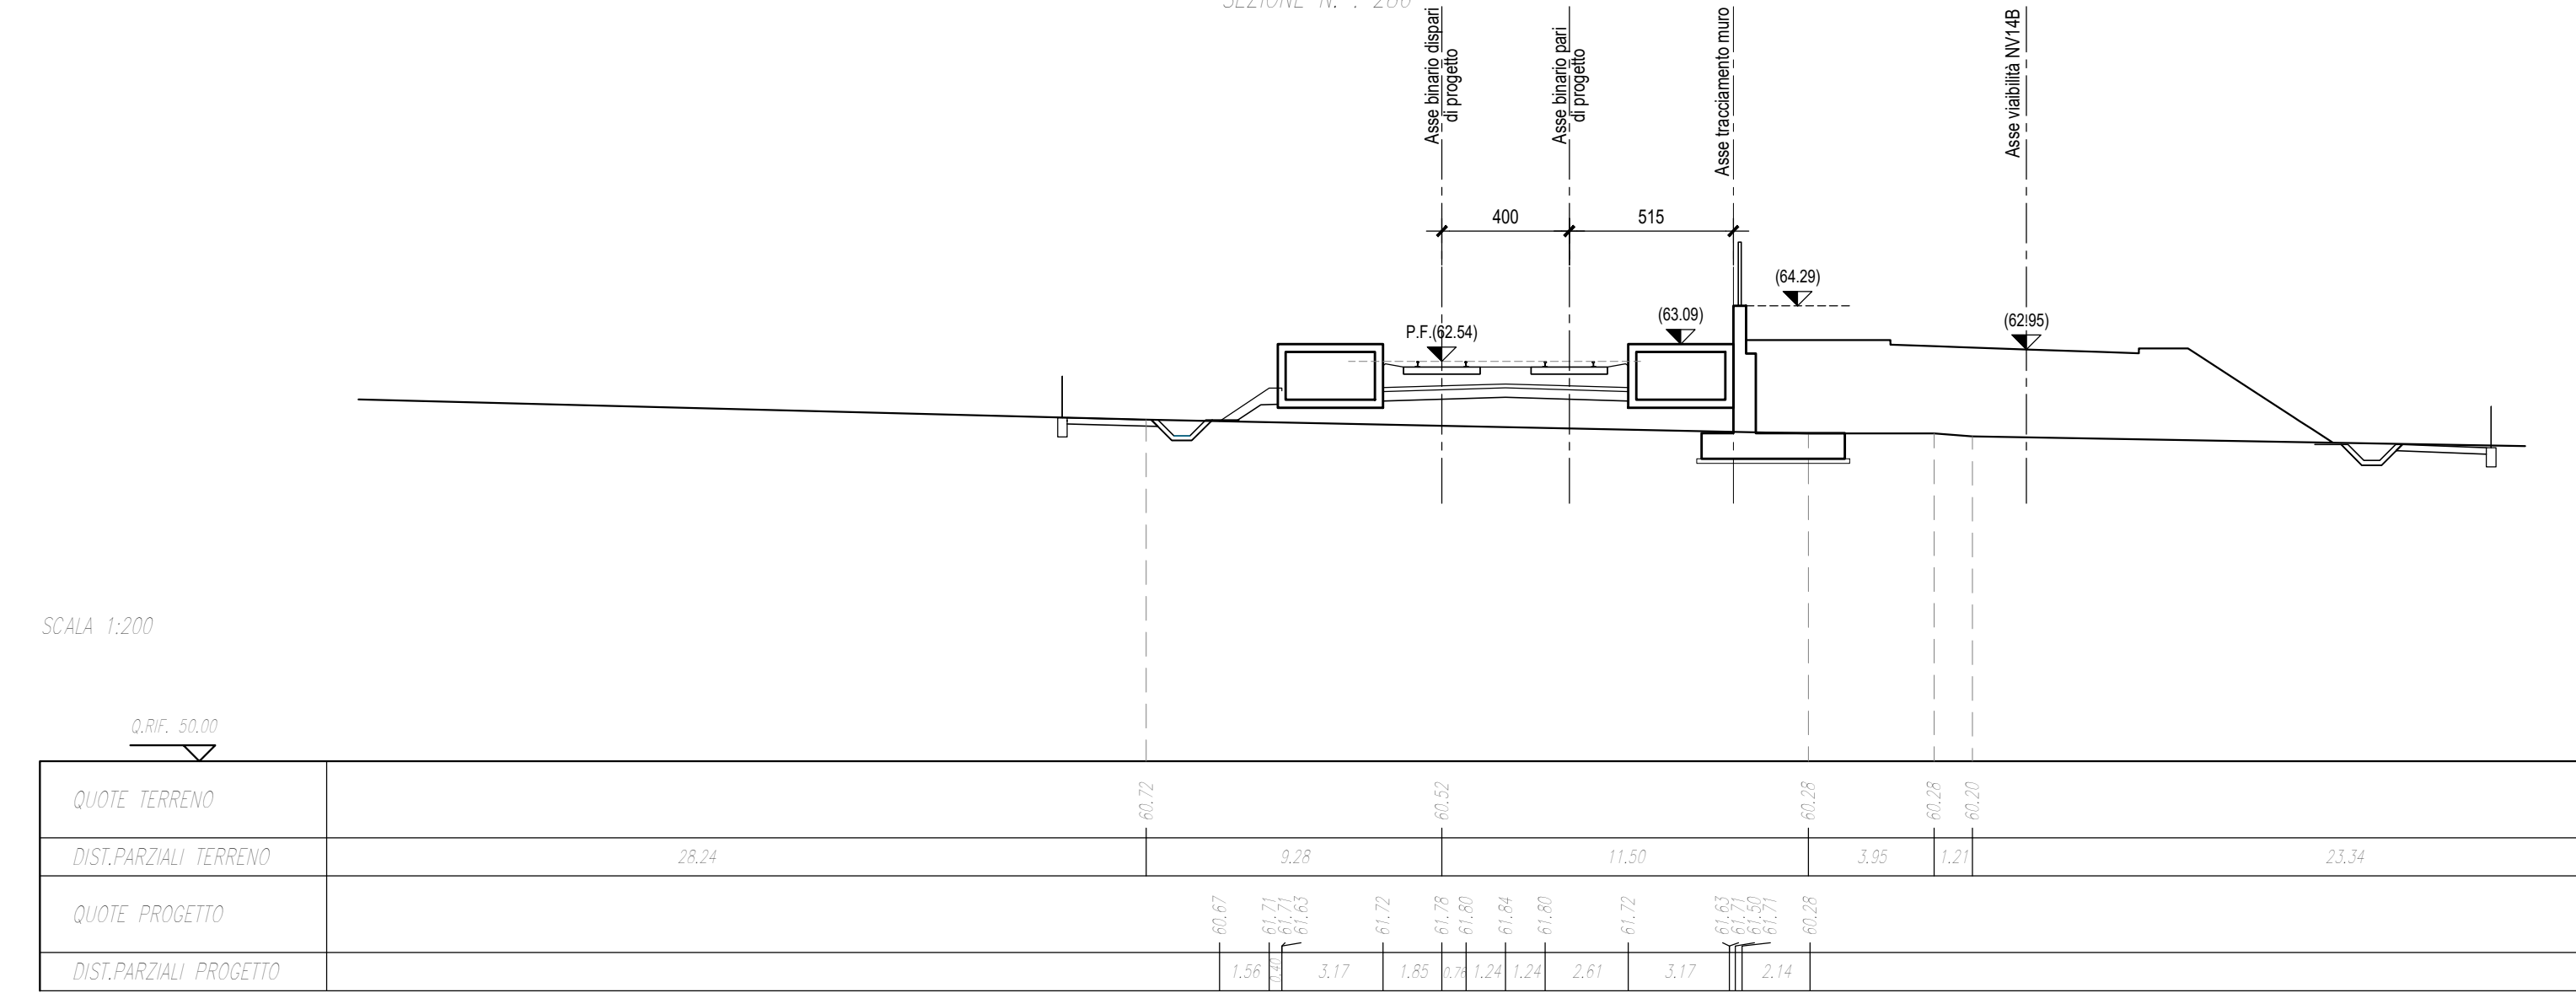 SEZIONE N. : 280
Asse binario dispari
di progetto
Asse binario pari
di progetto
Asse tracciamento muro
Asse viaibilità NV14B
400
515
(64.29)
(63.09)
P.F.(62.54)
(62.95)
SCALA 1:200
Q.RIF. 50.00
QUOTE TERRENO
60.72
60.52
60.28
60.28
60.20
DIST.PARZIALI TERRENO
28.24
9.28
11.50
3.95
1.21
23.34
QUOTE PROGETTO
60.67
61.71
61.71
61.63
61.72
61.78
61.80
61.84
61.80
61.72
61.63
61.71
61.50
61.71
60.28
DIST.PARZIALI PROGETTO
1.56
0.40
3.17
1.85
0.76
1.24
1.24
2.61
3.17
2.14